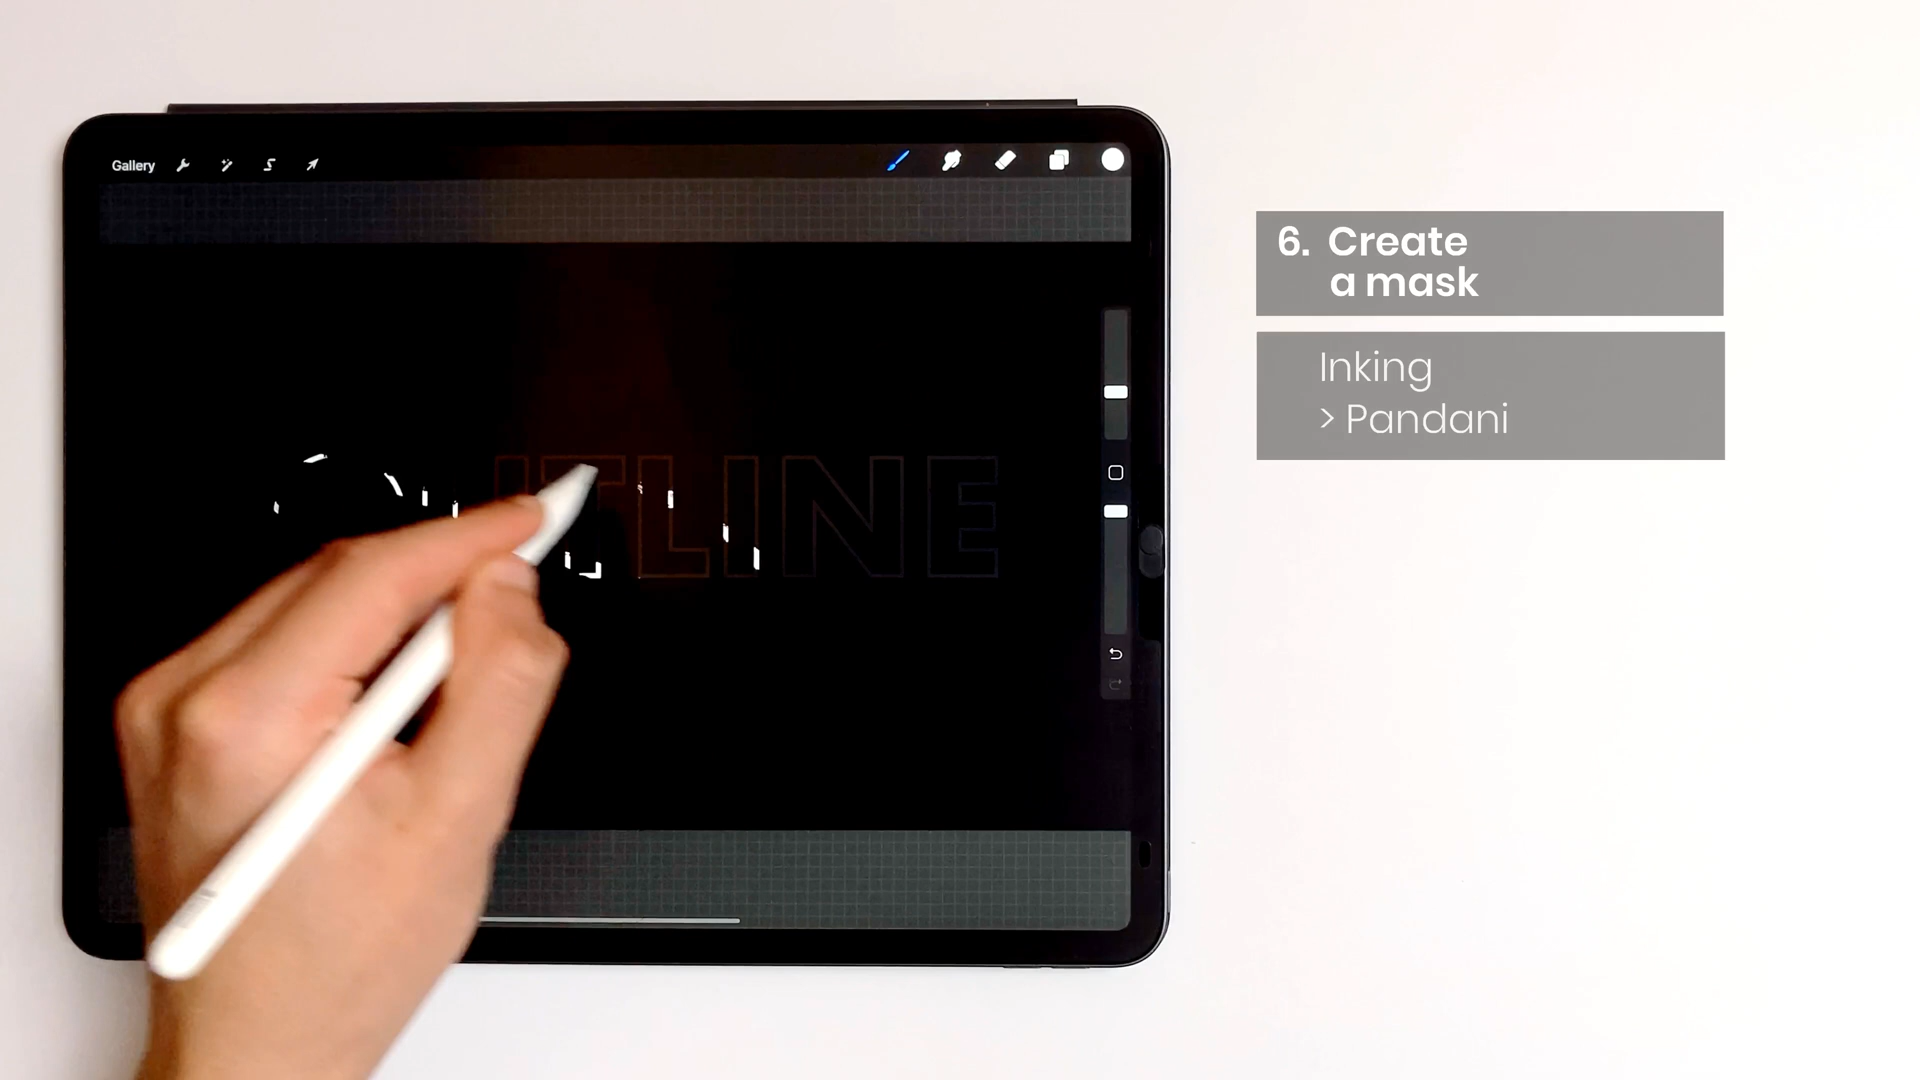 Gallery
6. Create
a mask
Inking
> Pandani
TLINE